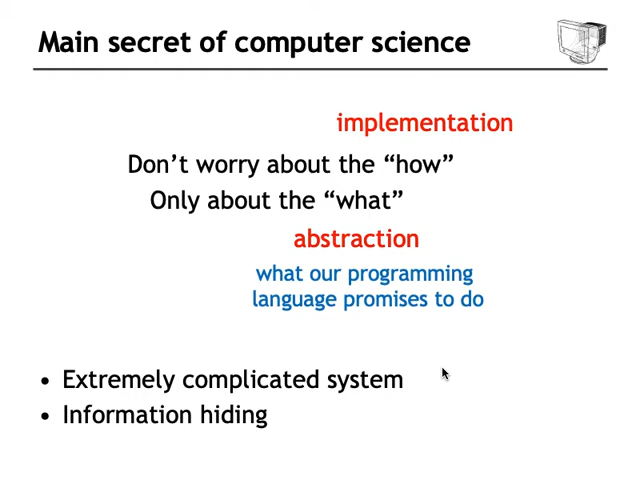 Main secret of computer science
implementation
Don't worry about the “how”
Only about the “what”
abstraction
what our programming
language promises to do
• Extremely complicated system
• Information hiding